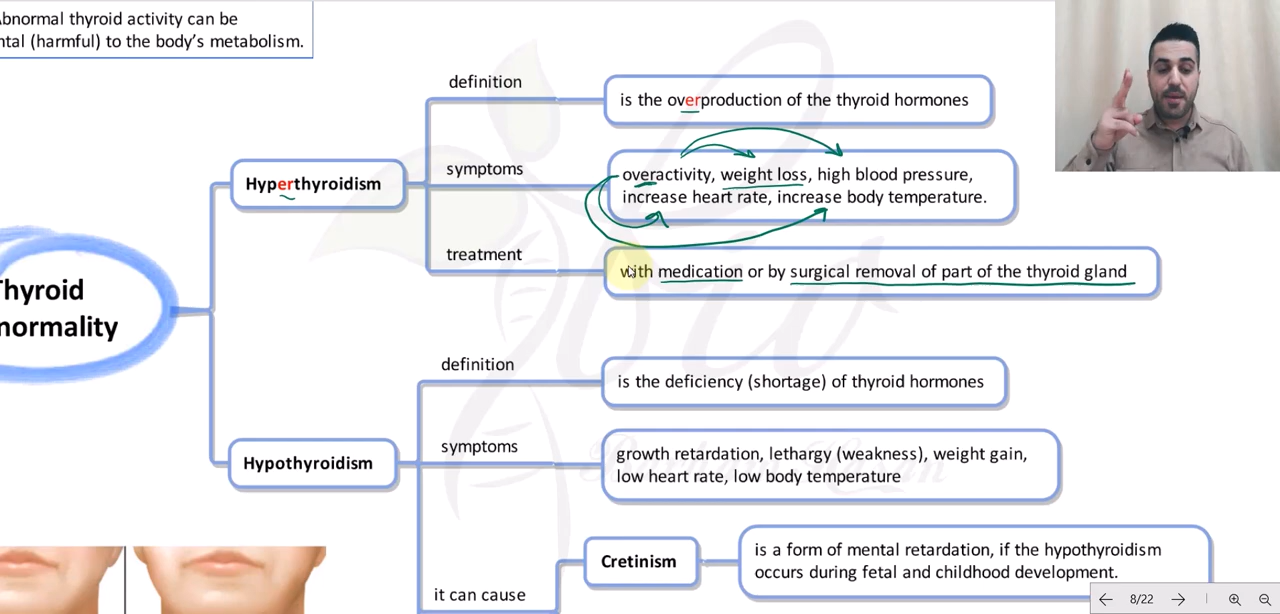 bnormal thyroid activity can be
ntal (harmful) to the body's metabolism.
definition
is the overproduction of the thyroid hormones
symptoms
overactivity, weight loss, high blood pressure,
increase heart rate, increase body temperature.
Hyperthyroidism
treatment
with medication or by surgical removal of part of the thyroid gland
Thyroid
normality
definition
is the deficiency (shortage) of thyroid hormones
symptoms
growth retardation, lethargy (weakness), weight gain,
low heart rate, low body temperature
Hypothyroidism
Cretinism
is a form of mental retardation, if the hypothyroidism
occurs during fetal and childhood development.
it can cause
8/22